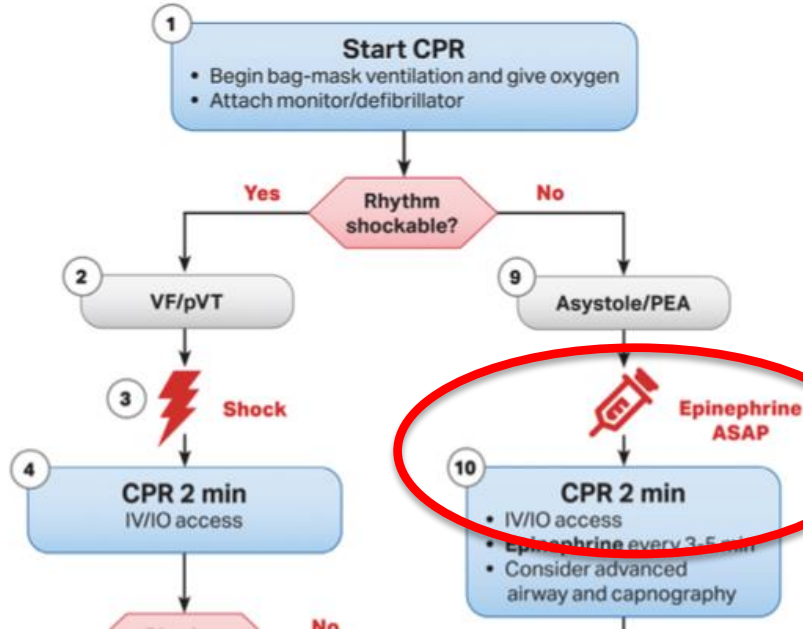 1
Start CPR
• Begin bag-mask ventilation and give oxygen
• Attach monitor/defibrillator
Yes
Rhythm
shockable?
No
2
VF/pVT
9
Asystole/PEA
3
Shock
Epinephrine
ASAP
4
CPR 2 min
IV/IO access
10
CPR 2 min
• IV/IO access
• Epinephrine every 3-5 min
• Consider advanced
airway and capnography
No